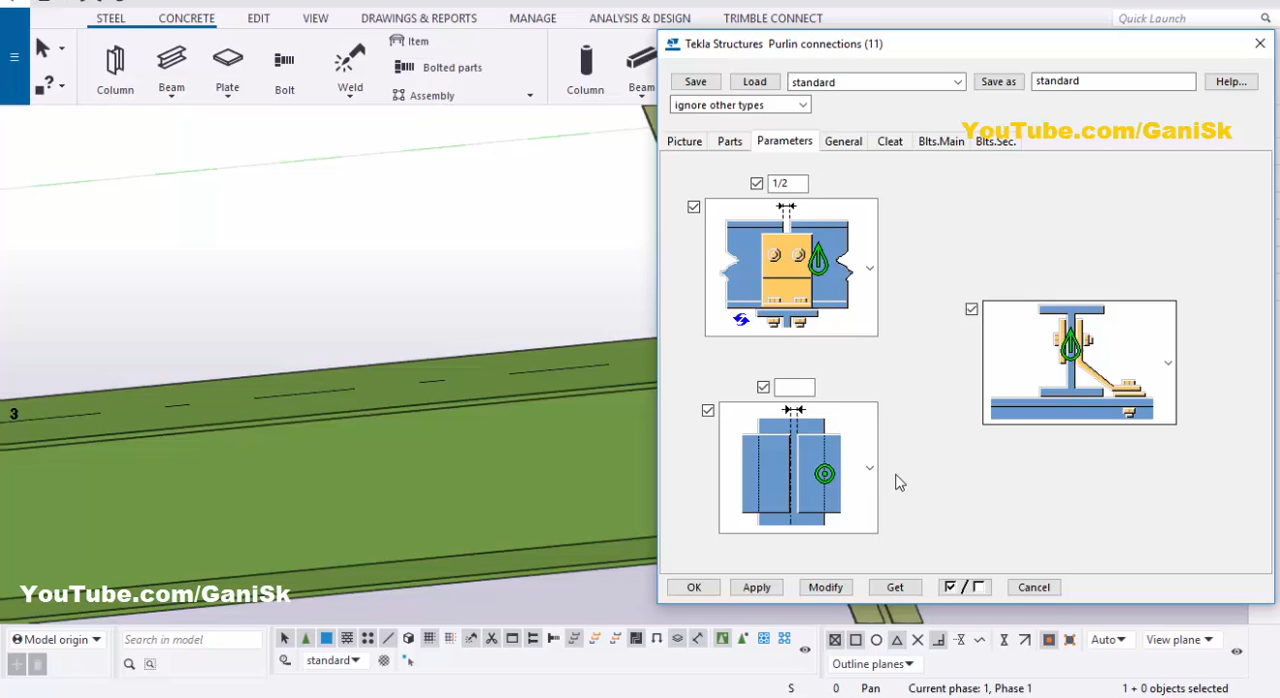 STEEL CONCRETE EDIT VIEW DRAWINGS & REPORTS MANAGE ANALYSIS & DESIGN TRIMBLE CONNECT Quick Launch
Column Beam Plate Bolt Weld
Item
Bolted parts
Assembly
Column Beam
Tekla Structures Purlin connections (11)
Save Load standard Save as standard Help...
ignore other types
YouTube.com/GaniSk
Picture Parts Parameters General Cleat Blts.Main Blts.Sec.
1/2
3
YouTube.com/GaniSk
OK Apply Modify Get / Cancel
Model origin Search in model
standard
Auto View plane
Outline planes
S 0 Pan Current phase: 1, Phase 1 1 + 0 objects selected